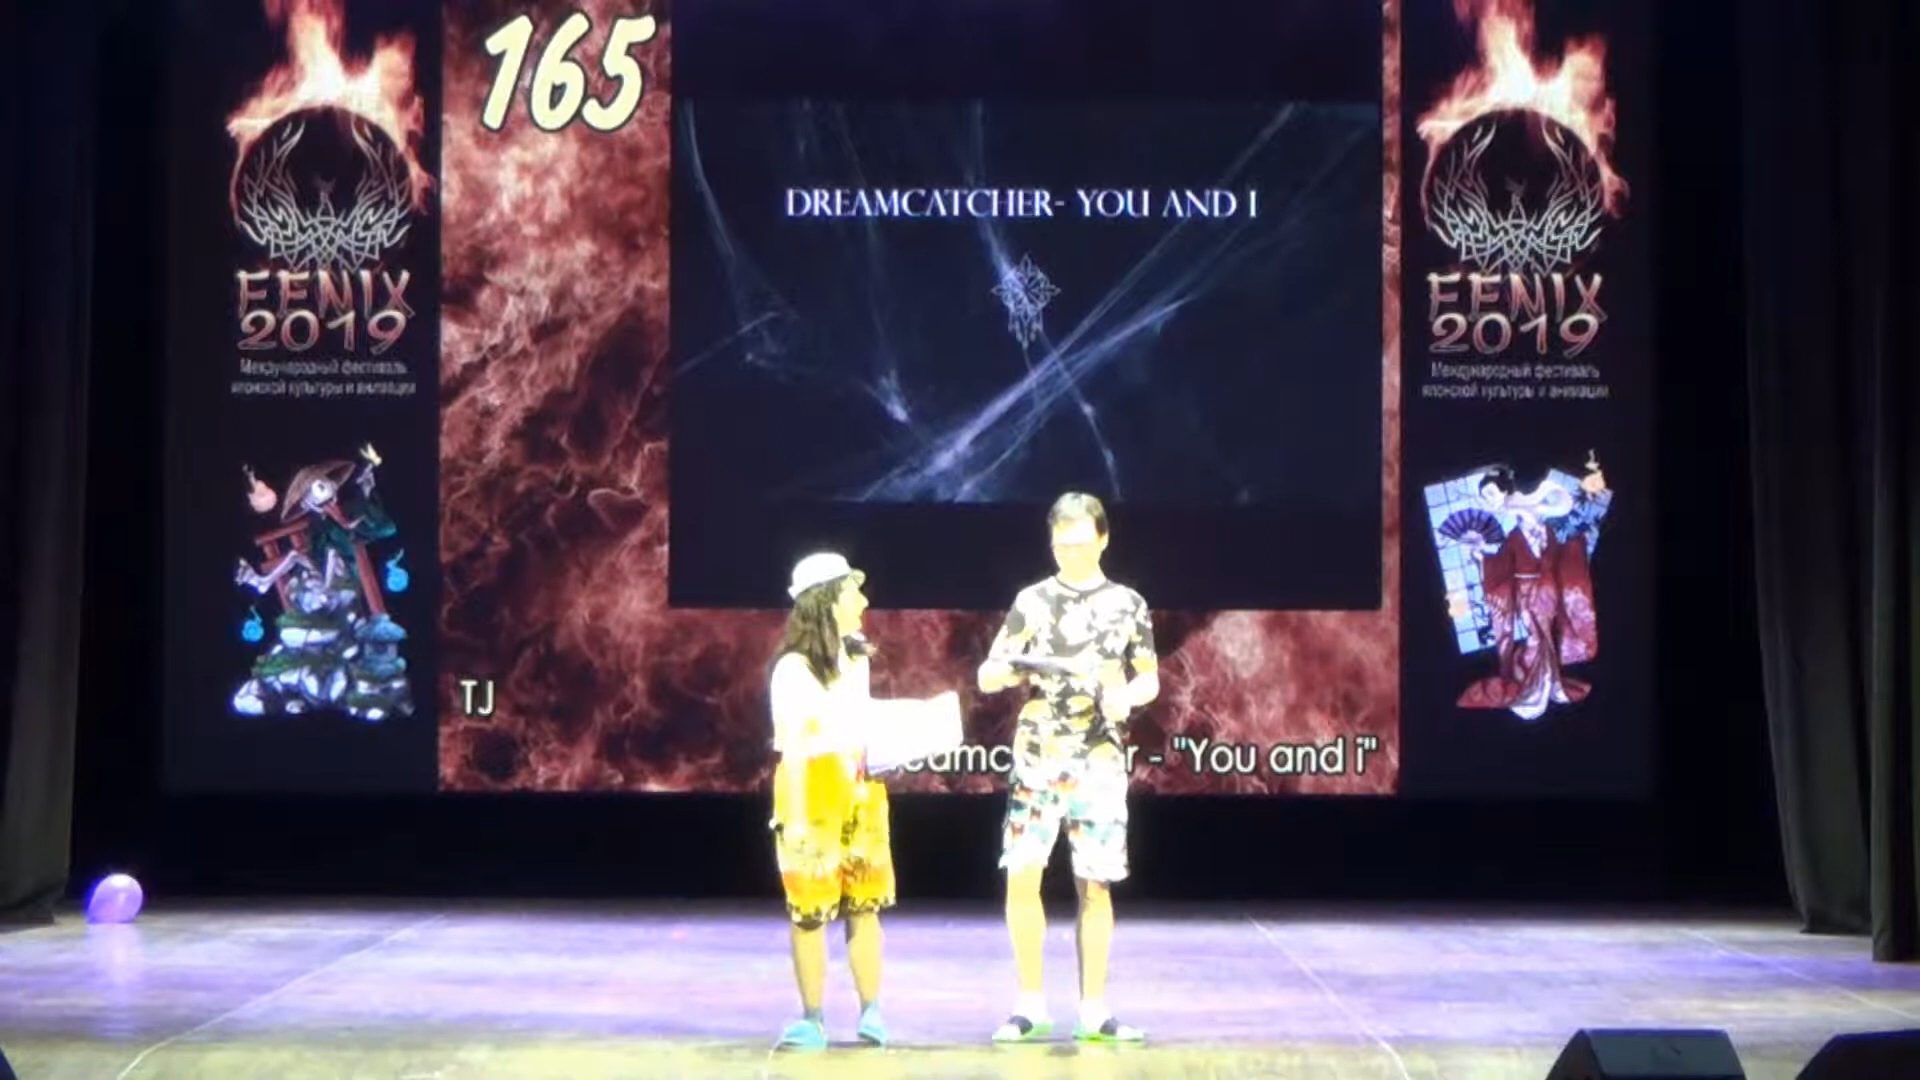 165
DREAMCATCHER- YOU AND I
FENIX
2019
Международный фестиваль
японской культуры и анимации
FENIX
2019
Международный фестиваль
японской культуры и анимации
TJ
r - "You and i"